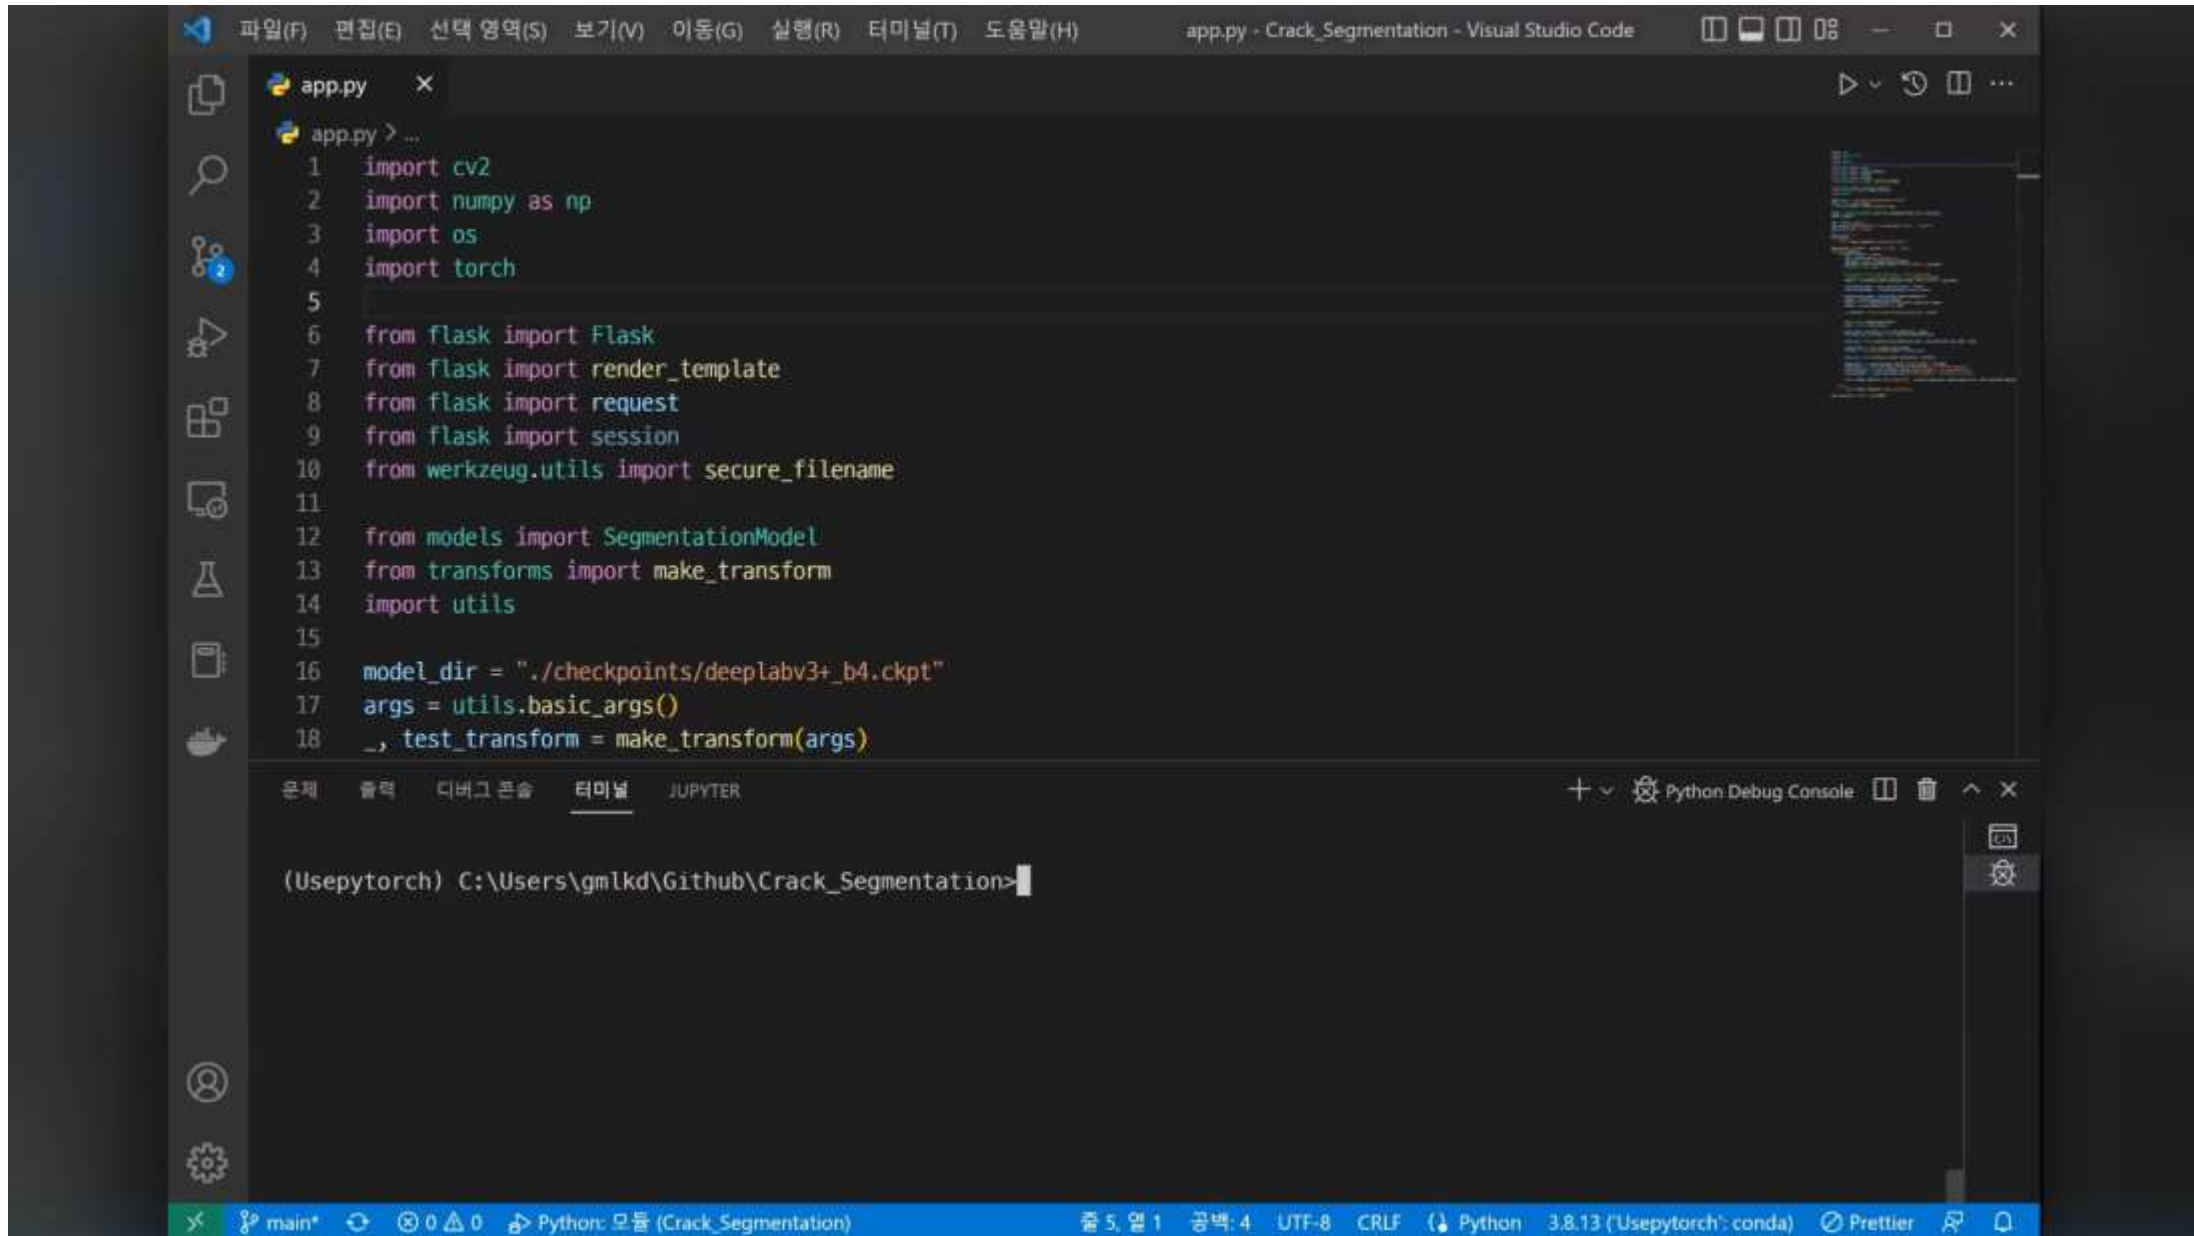 파일(F) 편집(E) 선택 영역(S) 보기(V) 이동(G) 실행(R) 터미널(T) 도움말(H) app.py - Crack_Segmentation - Visual Studio Code
app.py
app.py > ...
1 import cv2
2 import numpy as np
3 import os
4 import torch
5
6 from flask import Flask
7 from flask import render_template
8 from flask import request
9 from flask import session
10 from werkzeug.utils import secure_filename
11
12 from models import SegmentationModel
13 from transforms import make_transform
14 import utils
15
16 model_dir = "./checkpoints/deeplabv3+_b4.ckpt"
17 args = utils.basic_args()
18 _, test_transform = make_transform(args)
2
문제 출력 디버그 콘솔 터미널 JUPYTER Python Debug Console
(Usepytorch) C:\Users\gmlkd\Github\Crack_Segmentation>
main* 0 0 Python: 모듈 (Crack_Segmentation) 줄 5, 열 1 공백: 4 UTF-8 CRLF Python 3.8.13 ('Usepytorch': conda) Prettier